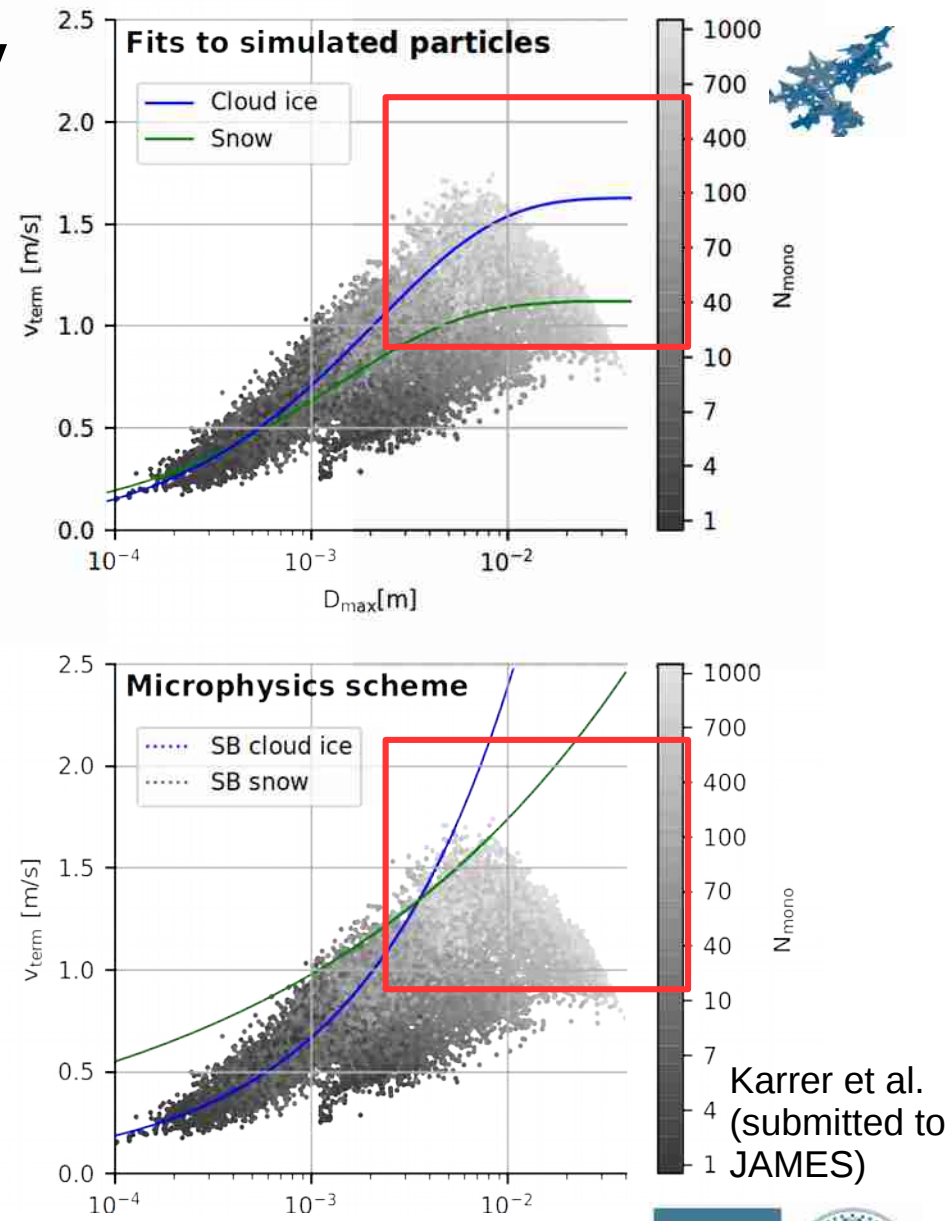 Fits to simulated particles
Cloud ice
Snow
2.5
2.0
1.5
1.0
0.5
0.0
v_term [m/s]
10⁻⁴
10⁻³
10⁻²
D_max[m]
1000
700
400
100
70
40
10
7
4
1
N_mono
Microphysics scheme
SB cloud ice
SB snow
2.5
2.0
1.5
1.0
0.5
0.0
v_term [m/s]
10⁻⁴
10⁻³
10⁻²
1000
700
400
100
70
40
10
7
4
1
N_mono
Karrer et al.
(submitted to
JAMES)